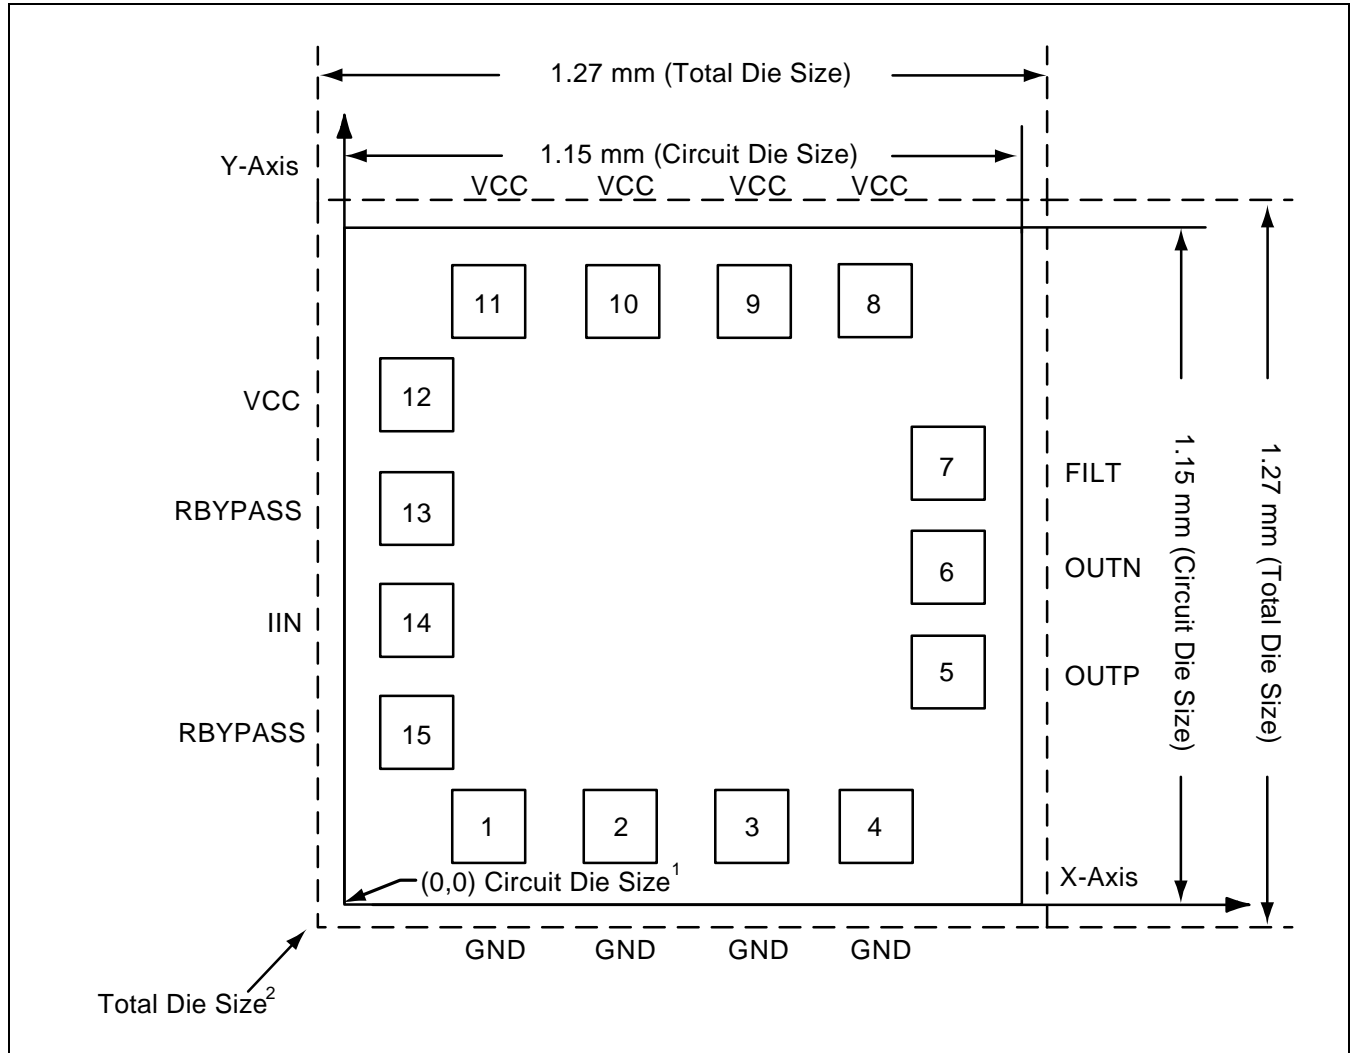 1.27 mm (Total Die Size)
1.15 mm (Circuit Die Size)
Y-Axis
VCC VCC VCC VCC
11 10 9 8
VCC 12
7 FILT
RBYPASS 13
6 OUTN
IIN 14
5 OUTP
RBYPASS 15
1.15 mm (Circuit Die Size)
1.27 mm (Total Die Size)
1 2 3 4
(0,0) Circuit Die Size1
X-Axis
GND GND GND GND
Total Die Size2